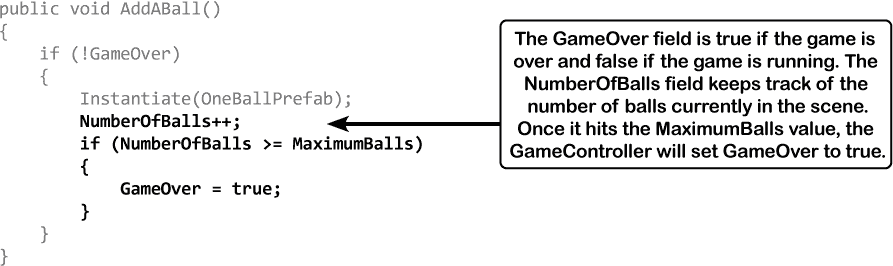 public void AddABall()
{
    if (!GameOver)
    {
        Instantiate(OneBallPrefab);
        NumberOfBalls++;
        if (NumberOfBalls >= MaximumBalls)
        {
            GameOver = true;
        }
    }
}
The GameOver field is true if the game is
over and false if the game is running. The
NumberOfBalls field keeps track of the
number of balls currently in the scene.
Once it hits the MaximumBalls value, the
GameController will set GameOver to true.